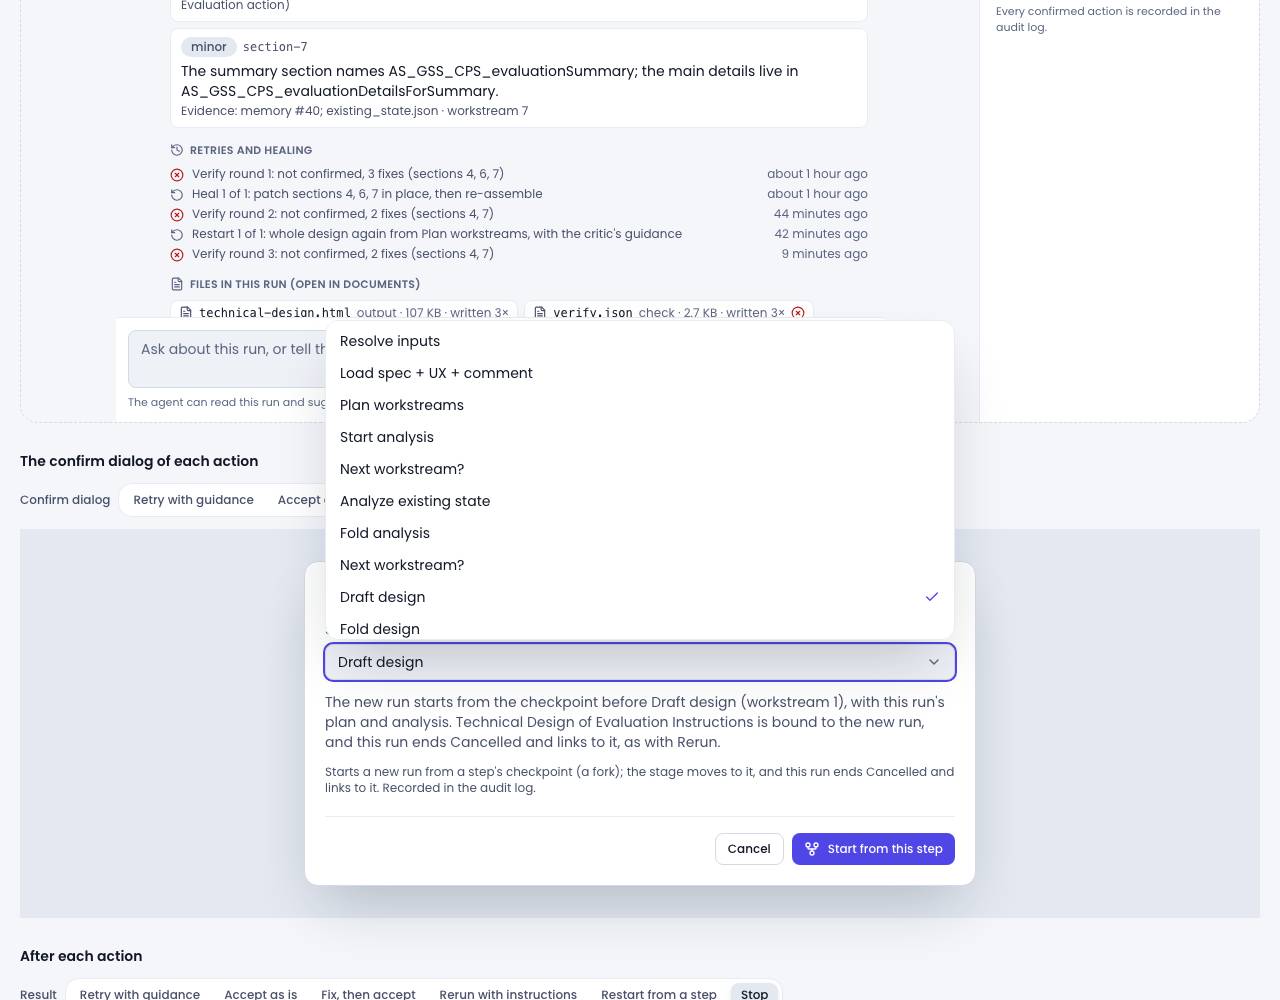 Evaluation action)
Every confirmed action is recorded in the
audit log.
minor section-7
The summary section names AS_GSS_CPS_evaluationSummary; the main details live in
AS_GSS_CPS_evaluationDetailsForSummary.
Evidence: memory #40; existing_state.json · workstream 7
RETRIES AND HEALING
Verify round 1: not confirmed, 3 fixes (sections 4, 6, 7) about 1 hour ago
Heal 1 of 1: patch sections 4, 6, 7 in place, then re-assemble about 1 hour ago
Verify round 2: not confirmed, 2 fixes (sections 4, 7) 44 minutes ago
Restart 1 of 1: whole design again from Plan workstreams, with the critic's guidance 42 minutes ago
Verify round 3: not confirmed, 2 fixes (sections 4, 7) 9 minutes ago
FILES IN THIS RUN (OPEN IN DOCUMENTS)
technical-design.html output · 107 KB · written 3× verify.json check · 2.7 KB · written 3×
Ask about this run, or tell
The agent can read this run and
Resolve inputs
Load spec + UX + comment
Plan workstreams
Start analysis
Next workstream?
Analyze existing state
Fold analysis
Next workstream?
Draft design
Fold design
The confirm dialog of each action
Confirm dialog Retry with guidance Accept
Draft design
The new run starts from the checkpoint before Draft design (workstream 1), with this run's
plan and analysis. Technical Design of Evaluation Instructions is bound to the new run,
and this run ends Cancelled and links to it, as with Rerun.
Starts a new run from a step's checkpoint (a fork); the stage moves to it, and this run ends Cancelled and
links to it. Recorded in the audit log.
Cancel Start from this step
After each action
Result Retry with guidance Accept as is Fix, then accept Rerun with instructions Restart from a step Stop